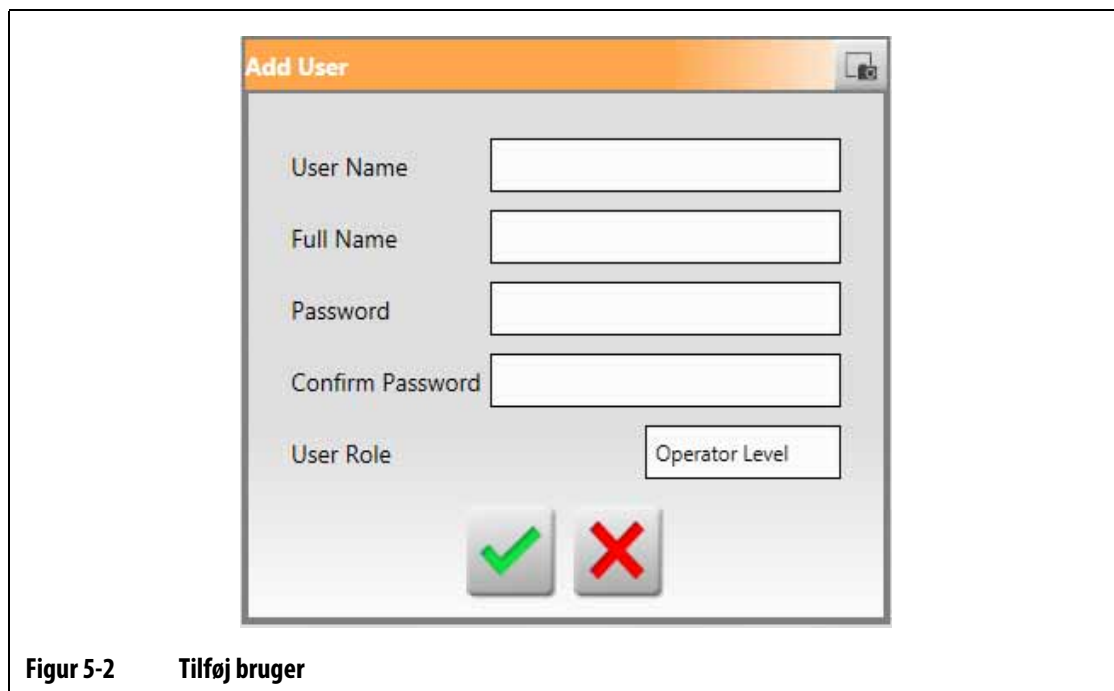 Add User
User Name
Full Name
Password
Confirm Password
User Role Operator Level
Figur 5-2 Tilføj bruger